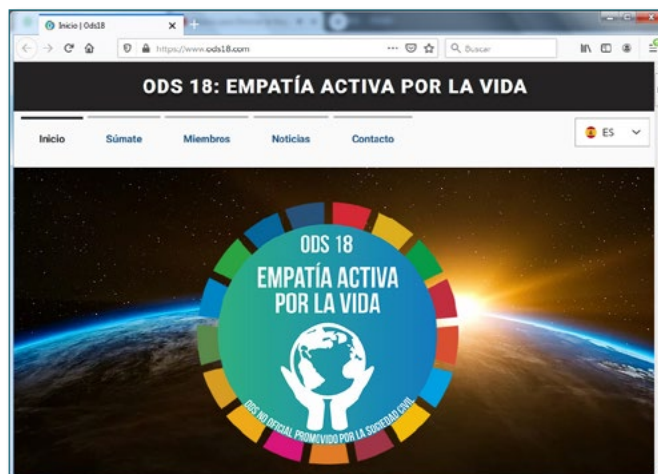 Inicio | Ods18
https://www.ods18.com
Buscar
ODS 18: EMPATÍA ACTIVA POR LA VIDA
Inicio Súmate Miembros Noticias Contacto
ES
ODS 18
EMPATÍA ACTIVA
POR LA VIDA
ODS NO OFICIAL PROMOVIDO POR LA SOCIEDAD CIVIL